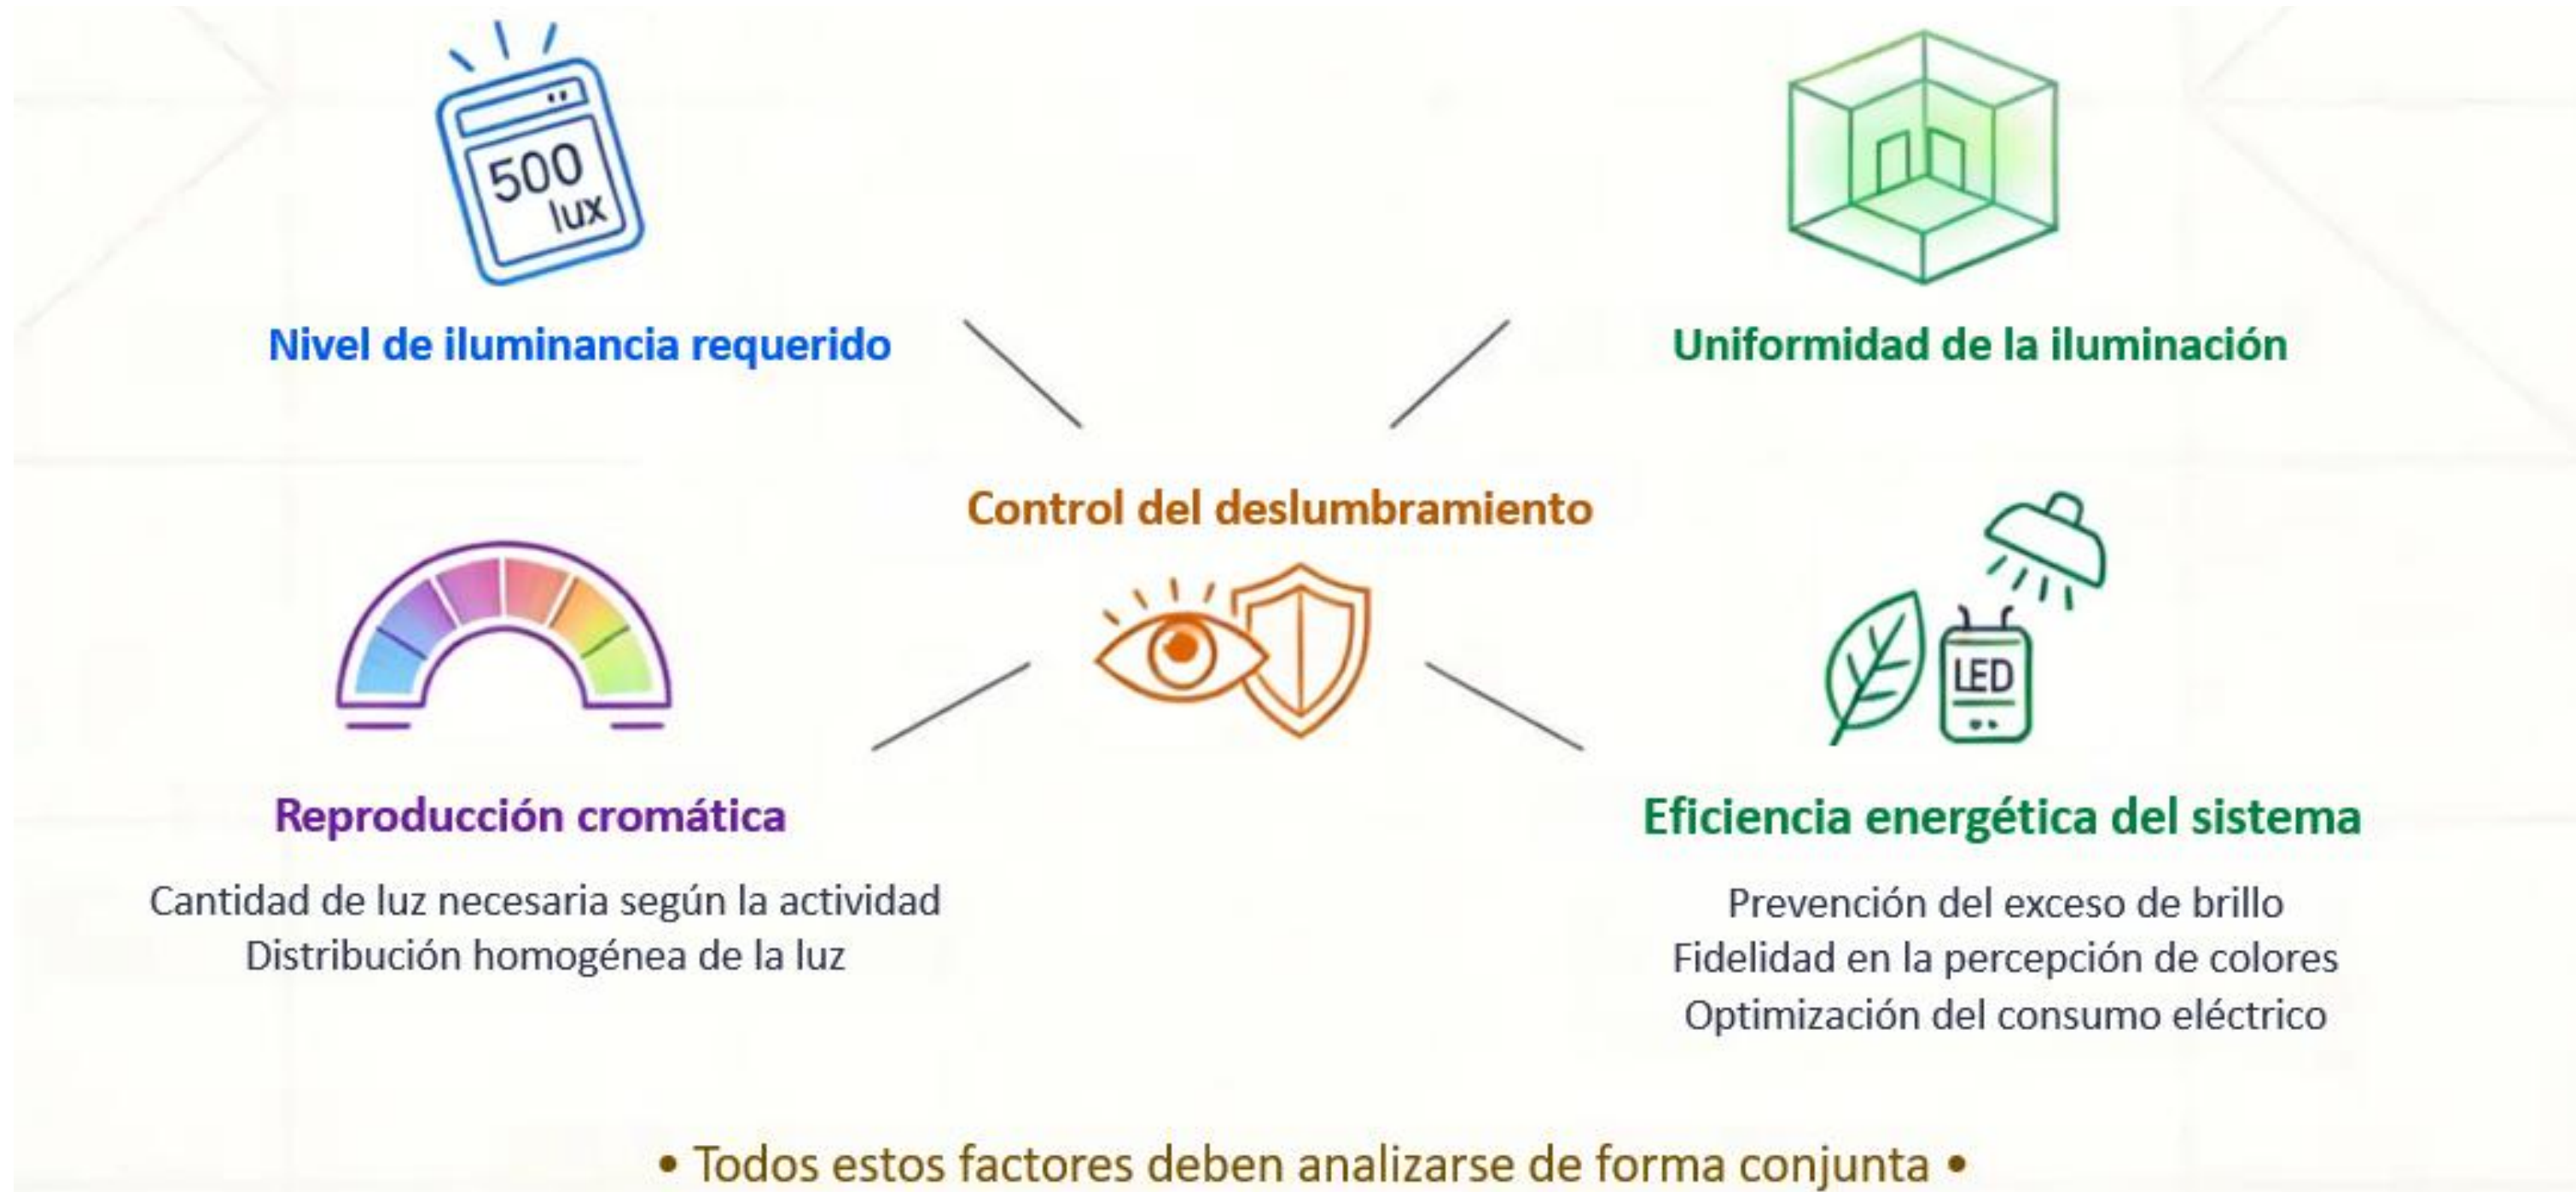 500
lux
Nivel de iluminancia requerido
Uniformidad de la iluminación
Control del deslumbramiento
LED
Reproducción cromática
Cantidad de luz necesaria según la actividad
Distribución homogénea de la luz
Eficiencia energética del sistema
Prevención del exceso de brillo
Fidelidad en la percepción de colores
Optimización del consumo eléctrico
• Todos estos factores deben analizarse de forma conjunta •